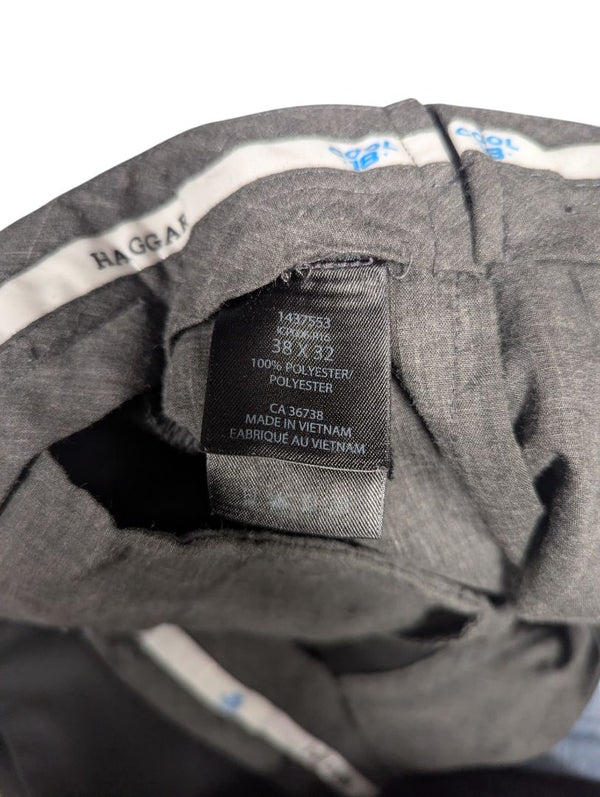 COOL
18
COOL
18
HAGGAR
1437553
38 X 32
100% POLYESTER/
POLYESTER
CA 36738
MADE IN VIETNAM
FABRIQUÉ AU VIETNAM